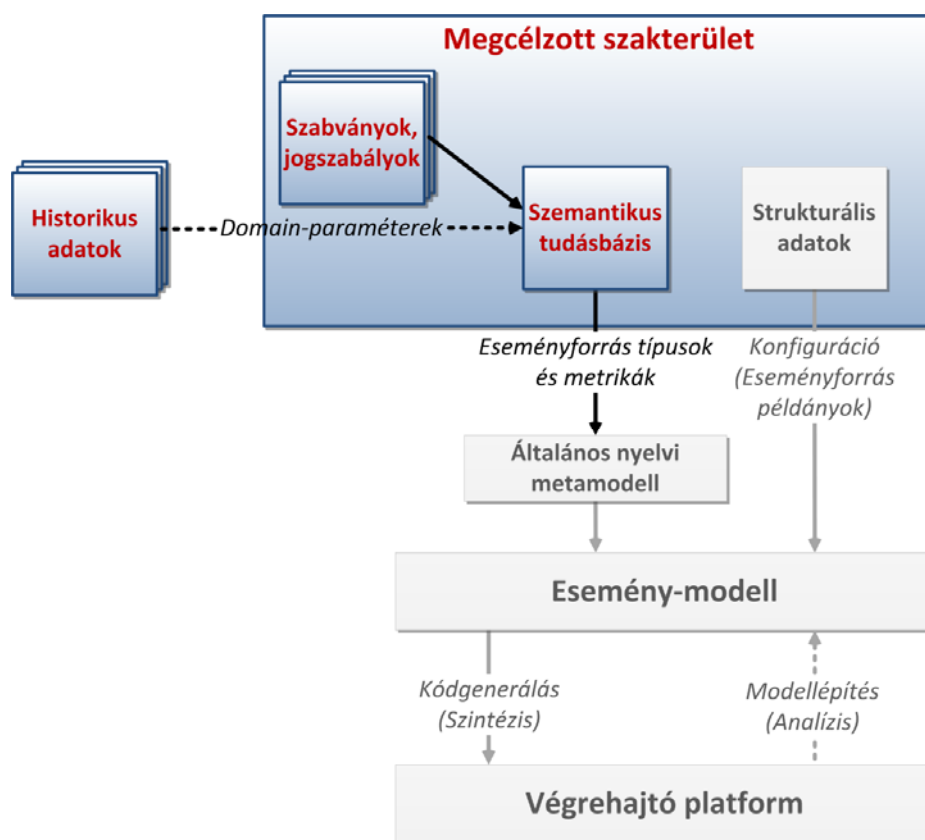 Megcélzott szakterület
Szabványok,
jogszabályok
Historikus
adatok
Domain-paraméterek
Szemantikus
tudásbázis
Strukturális
adatok
Eseményforrás típusok
és metrikák
Konfiguráció
(Eseményforrás
példányok)
Általános nyelvi
metamodell
Esemény-modell
Kódgenerálás
(Szintézis)
Modellépítés
(Analízis)
Végrehajtó platform